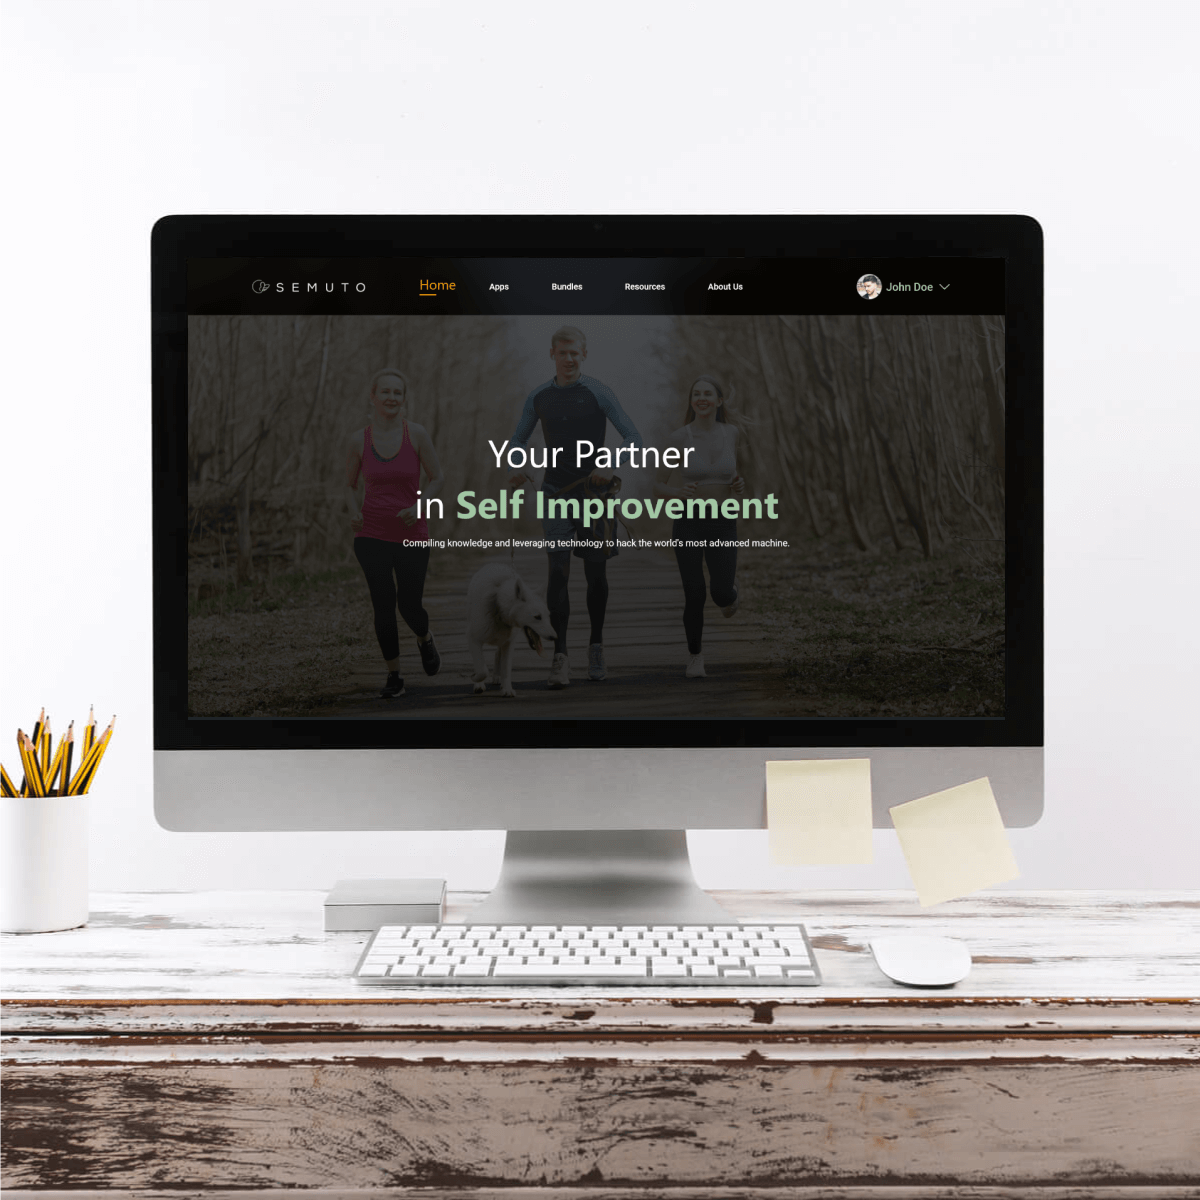 SEMUTO Home Apps Bundles Resources About Us John Doe
Your Partner
in Self Improvement
Compiling knowledge and leveraging technology to hack the world's most advanced machine.